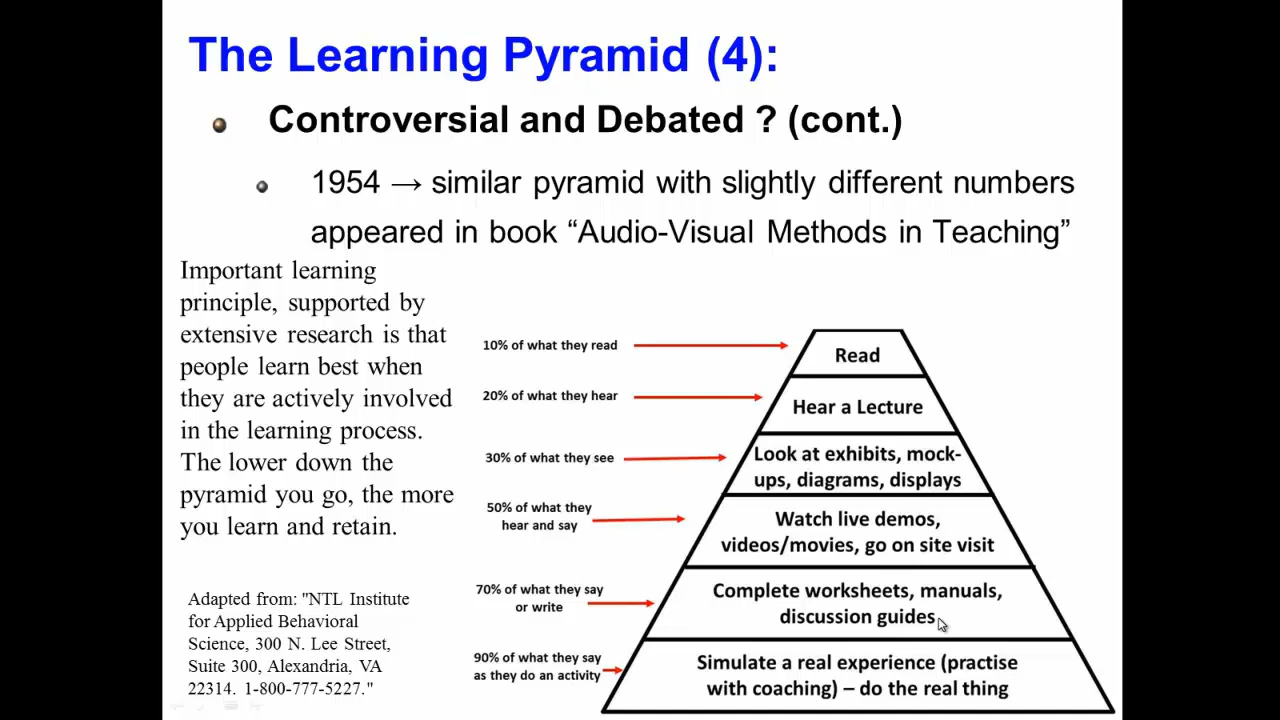 The Learning Pyramid (4):
Controversial and Debated ? (cont.)
1954 → similar pyramid with slightly different numbers
appeared in book “Audio-Visual Methods in Teaching”
Important learning
principle, supported by
extensive research is that
people learn best when
they are actively involved
in the learning process.
The lower down the
pyramid you go, the more
you learn and retain.
Adapted from: "NTL Institute
for Applied Behavioral
Science, 300 N. Lee Street,
Suite 300, Alexandria, VA
22314. 1-800-777-5227."
10% of what they read
Read
20% of what they hear
Hear a Lecture
30% of what they see
Look at exhibits, mock-
ups, diagrams, displays
50% of what they
hear and say
Watch live demos,
videos/movies, go on site visit
70% of what they say
or write
Complete worksheets, manuals,
discussion guides
90% of what they say
as they do an activity
Simulate a real experience (practise
with coaching) – do the real thing